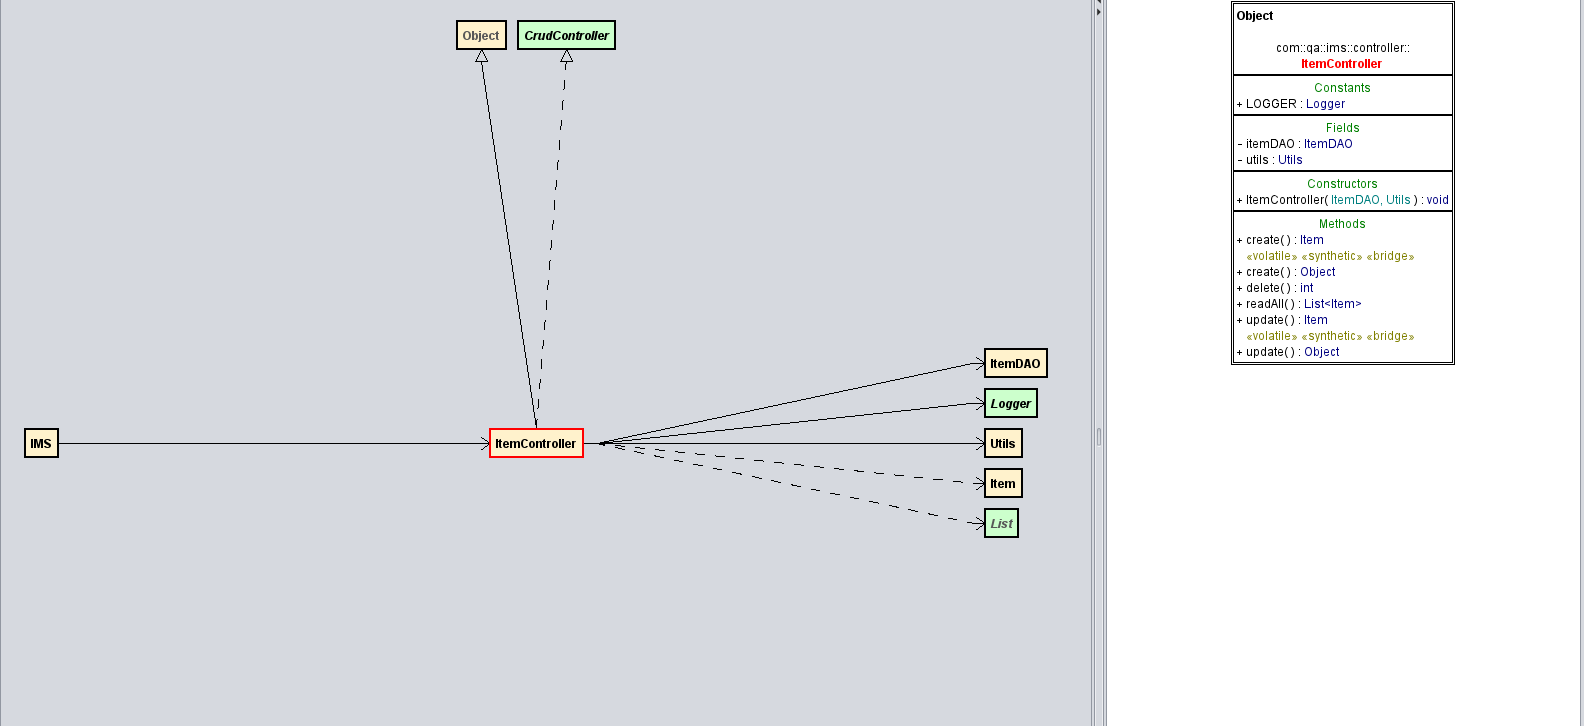 Object
CrudController
IMS
ItemController
ItemDAO
Logger
Utils
Item
List
Object
com::qa::ims::controller::
ItemController
Constants
+ LOGGER : Logger
Fields
- itemDAO : ItemDAO
- utils : Utils
Constructors
+ ItemController( ItemDAO, Utils ) : void
Methods
+ create( ) : Item
«volatile» «synthetic» «bridge»
+ create( ) : Object
+ delete( ) : int
+ readAll( ) : List<Item>
+ update( ) : Item
«volatile» «synthetic» «bridge»
+ update( ) : Object